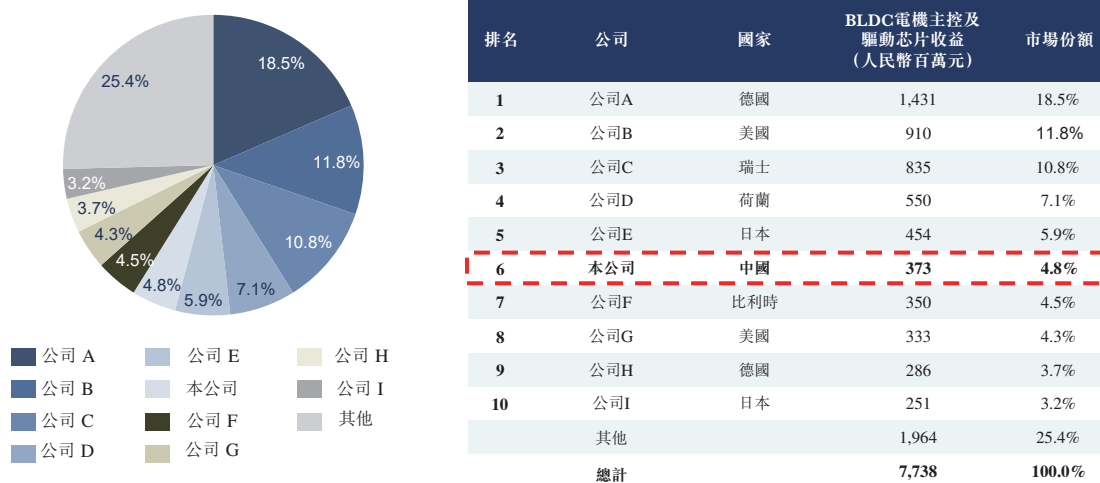 18.5%
11.8%
10.8%
7.1%
5.9%
4.8%
4.5%
4.3%
3.7%
3.2%
25.4%
公司 A
公司 E
公司 H
公司 B
本公司
公司 I
公司 C
公司 F
其他
公司 D
公司 G
排名 公司 國家 BLDC電機主控及
驅動芯片收益
(人民幣百萬元) 市場份額
1 公司A 德國 1,431 18.5%
2 公司B 美國 910 11.8%
3 公司C 瑞士 835 10.8%
4 公司D 荷蘭 550 7.1%
5 公司E 日本 454 5.9%
6 本公司 中國 373 4.8%
7 公司F 比利時 350 4.5%
8 公司G 美國 333 4.3%
9 公司H 德國 286 3.7%
10 公司I 日本 251 3.2%
其他 1,964 25.4%
總計 7,738 100.0%